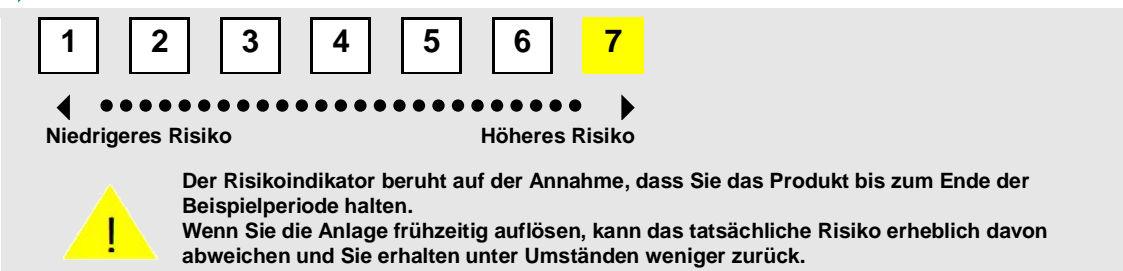 1 2 3 4 5 6 7
Niedrigeres Risiko Höheres Risiko
Der Risikoindikator beruht auf der Annahme, dass Sie das Produkt bis zum Ende der
Beispielperiode halten.
Wenn Sie die Anlage frühzeitig auflösen, kann das tatsächliche Risiko erheblich davon
abweichen und Sie erhalten unter Umständen weniger zurück.
!